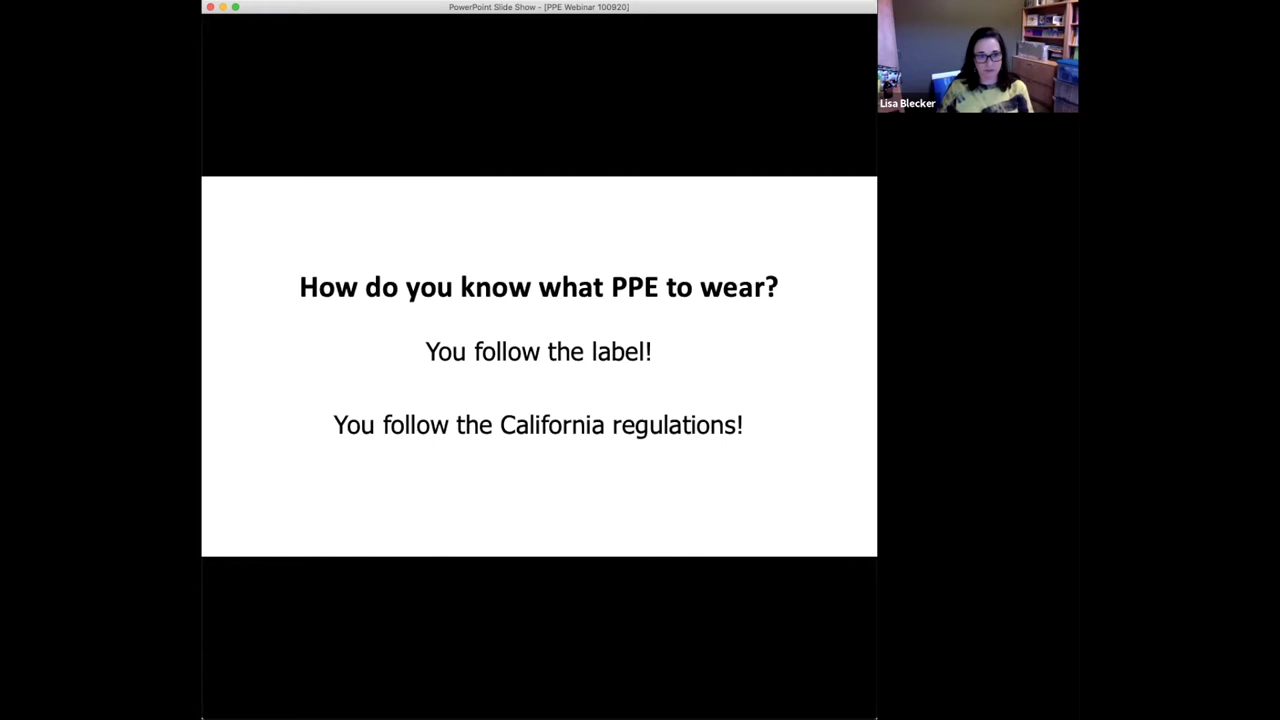 PowerPoint Slide Show - [PPE Webinar 100920]
Lisa Blecker
How do you know what PPE to wear?
You follow the label!
You follow the California regulations!